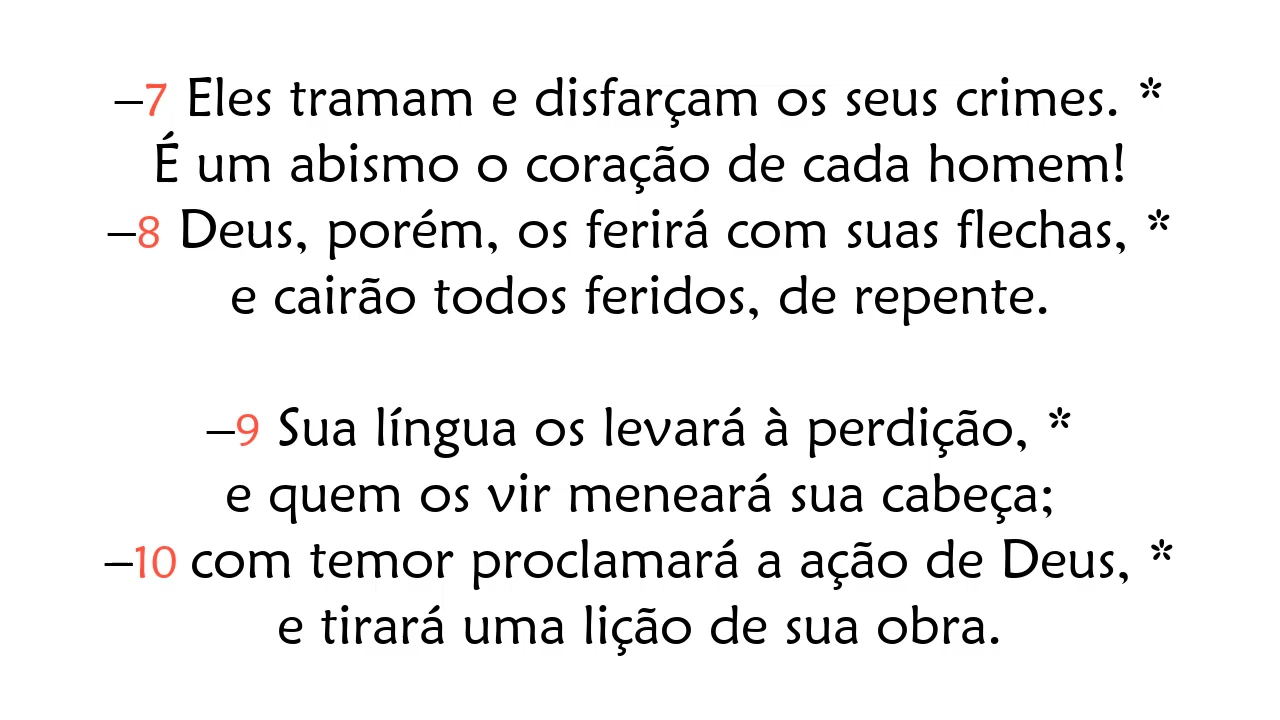 –7 Eles tramam e disfarçam os seus crimes. *
É um abismo o coração de cada homem!
–8 Deus, porém, os ferirá com suas flechas, *
e cairão todos feridos, de repente.
–9 Sua língua os levará à perdição, *
e quem os vir meneará sua cabeça;
–10 com temor proclamará a ação de Deus, *
e tirará uma lição de sua obra.